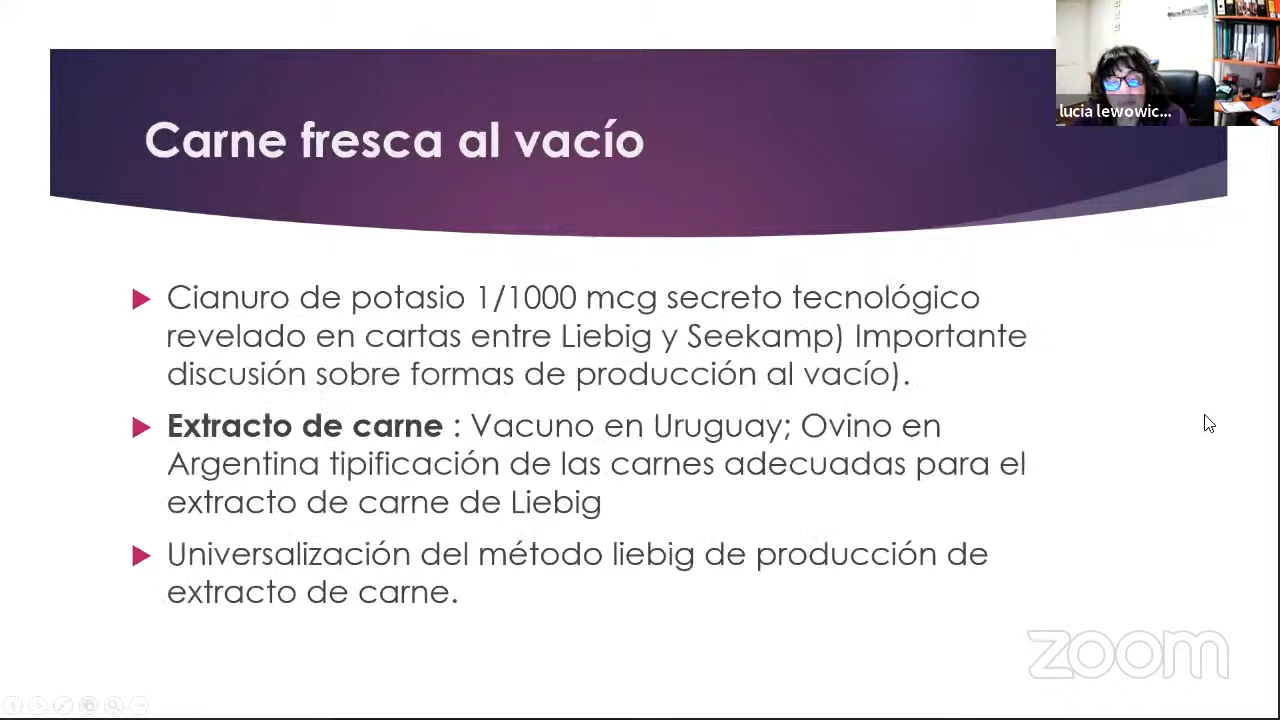 lucia lewowic...
Carne fresca al vacío
Cianuro de potasio 1/1000 mcg secreto tecnológico
revelado en cartas entre Liebig y Seekamp) Importante
discusión sobre formas de producción al vacío).
Extracto de carne : Vacuno en Uruguay; Ovino en
Argentina tipificación de las carnes adecuadas para el
extracto de carne de Liebig
Universalización del método liebig de producción de
extracto de carne.
zoom